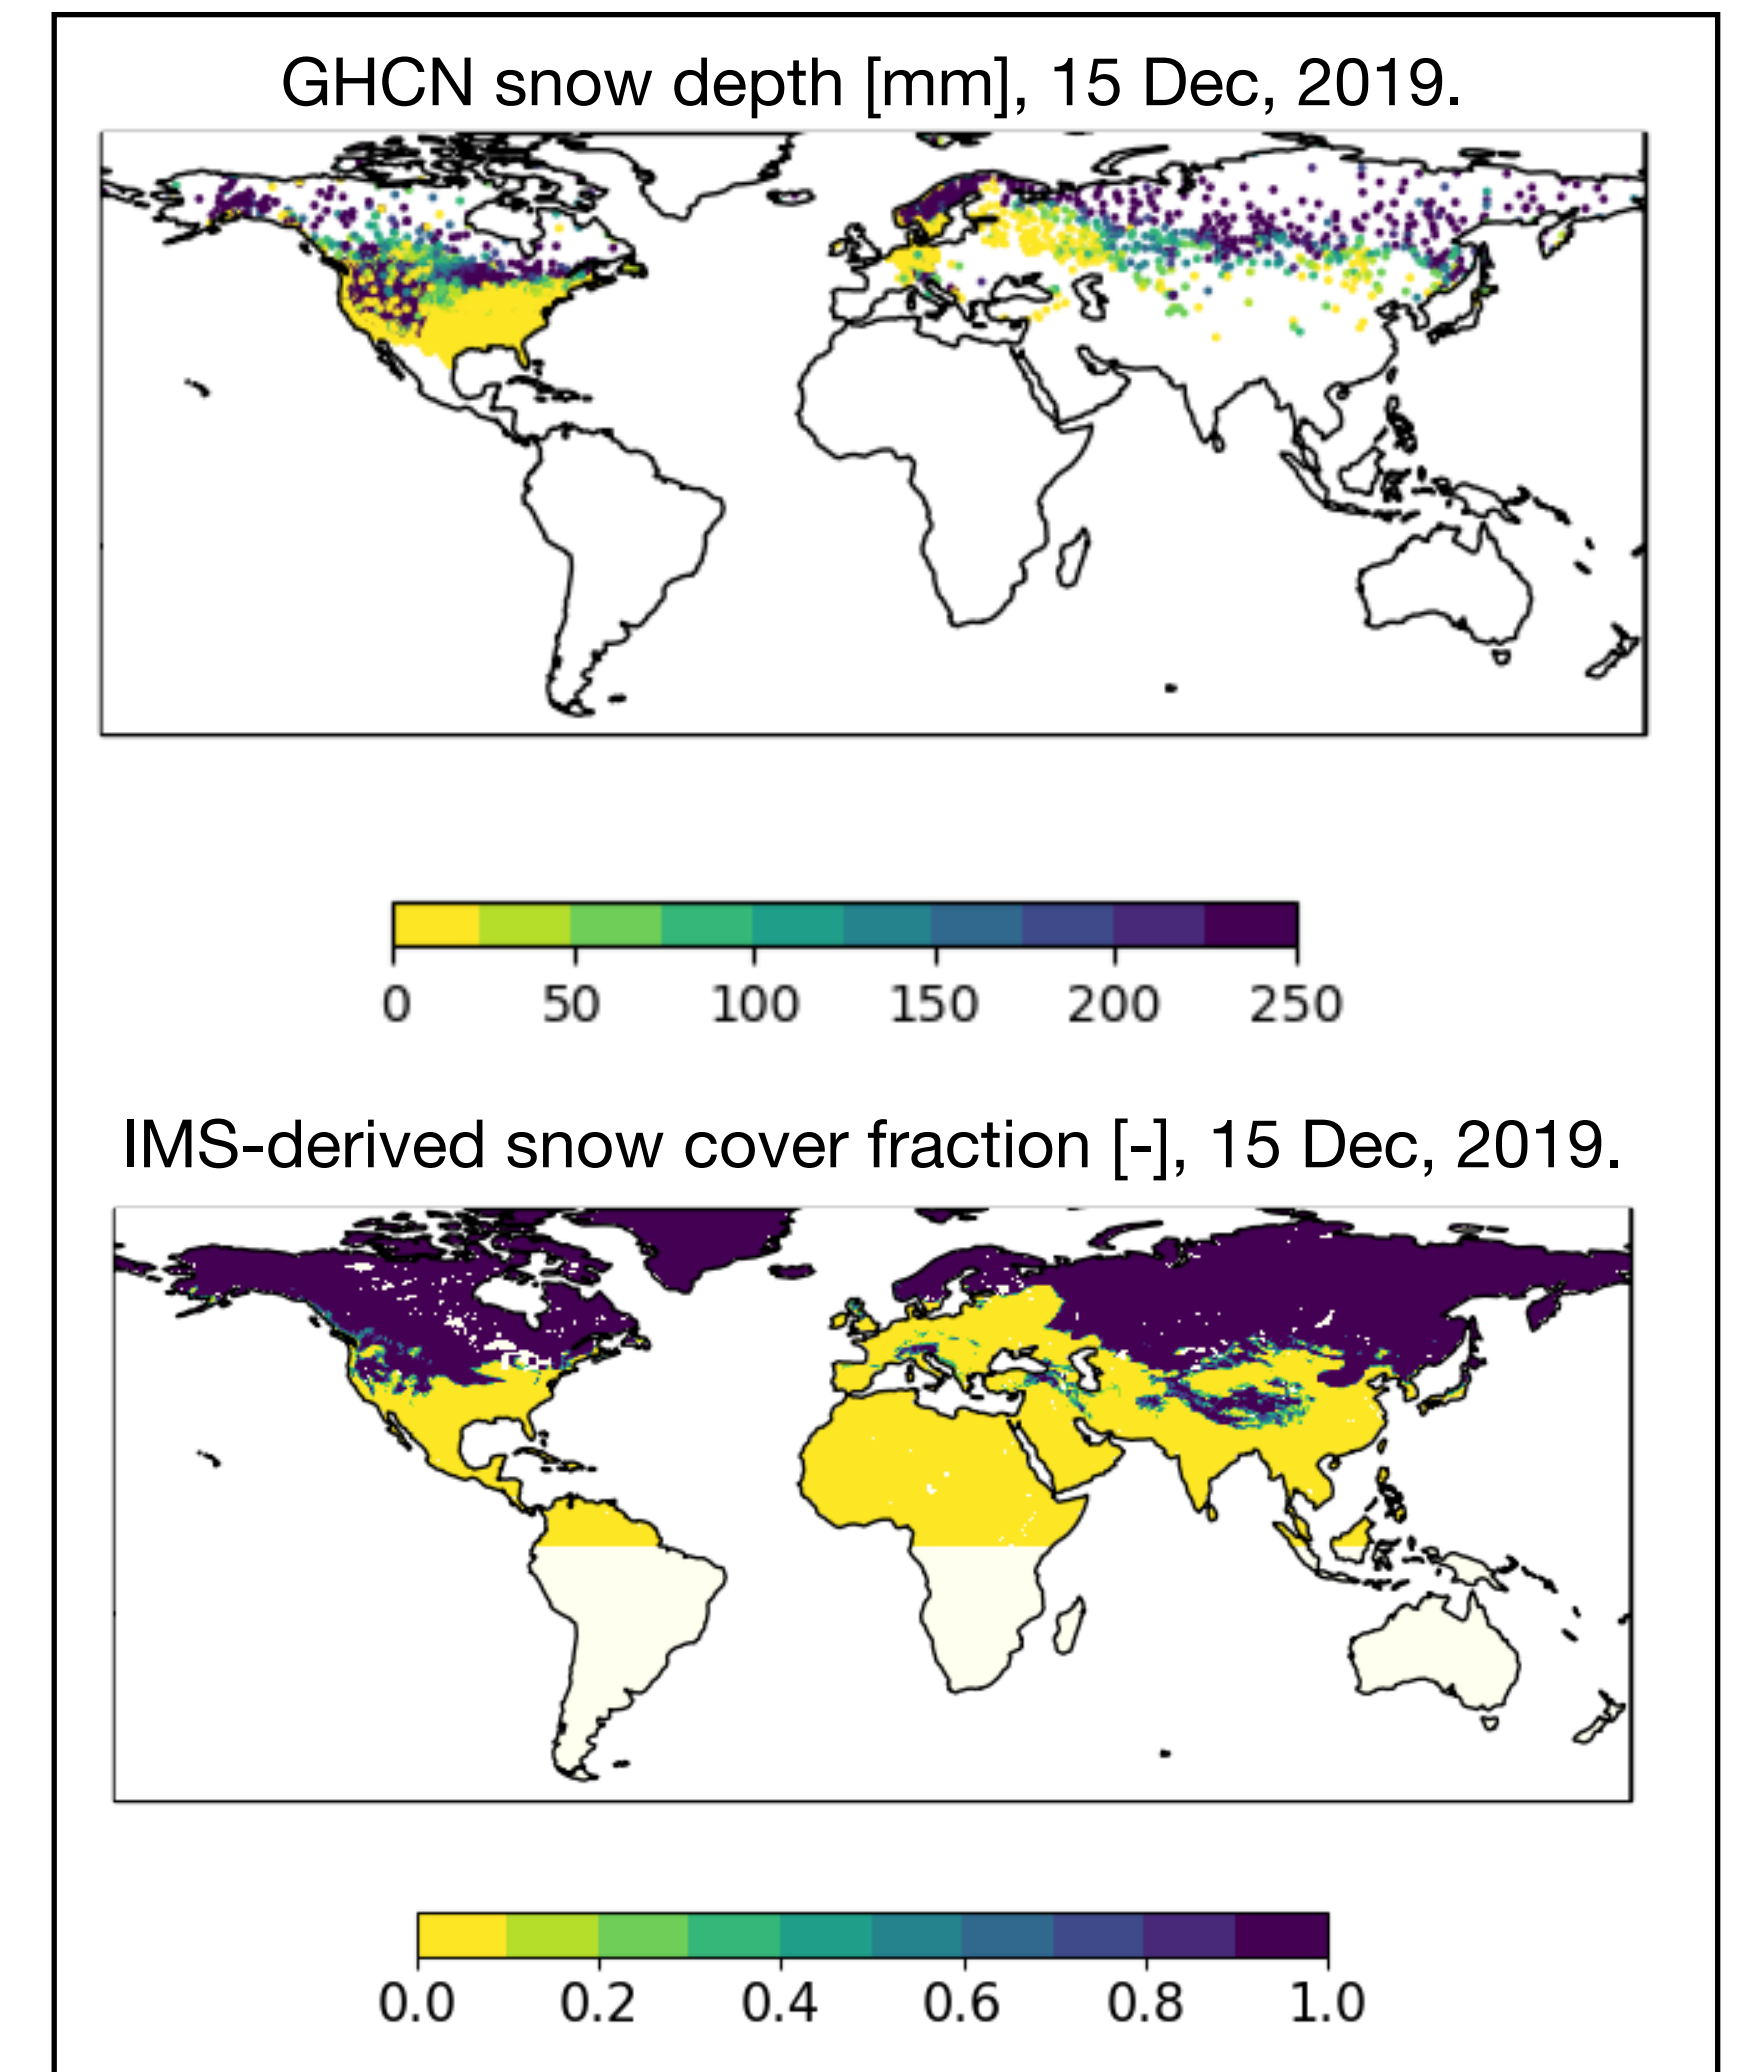 GHCN snow depth [mm], 15 Dec, 2019.
0 50 100 150 200 250
IMS-derived snow cover fraction [-], 15 Dec, 2019.
0.0 0.2 0.4 0.6 0.8 1.0